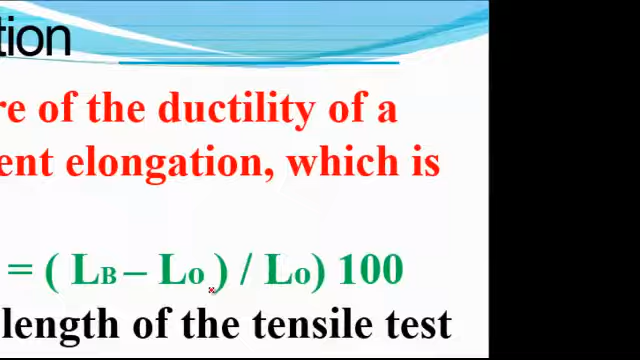 tion
re of the ductility of a
ent elongation, which is
= ( LB – Lo ) / Lo) 100
length of the tensile test